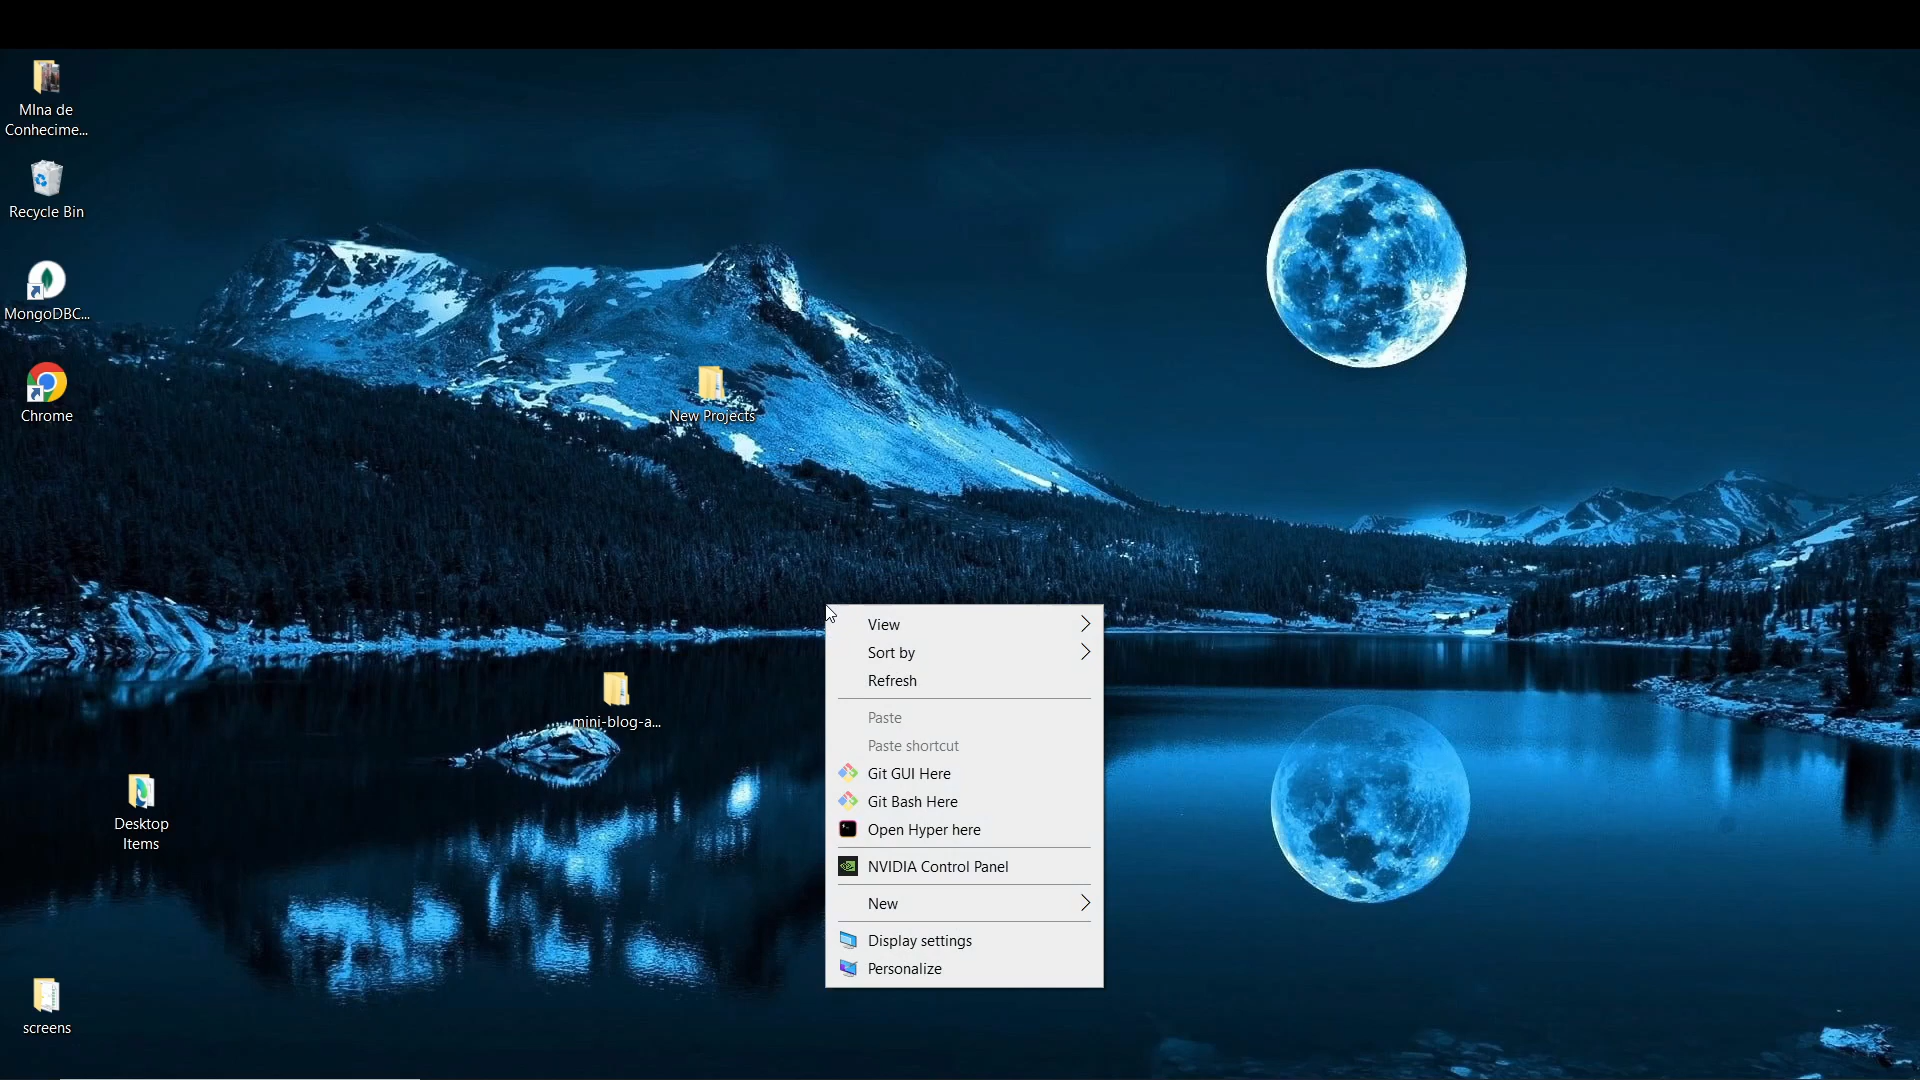 MIna de
Conhecime...
Recycle Bin
MongoDBC...
Chrome
New Projects
mini-blog-a...
Desktop
Items
screens
View
Sort by
Refresh
Paste
Paste shortcut
Git GUI Here
Git Bash Here
Open Hyper here
NVIDIA Control Panel
New
Display settings
Personalize